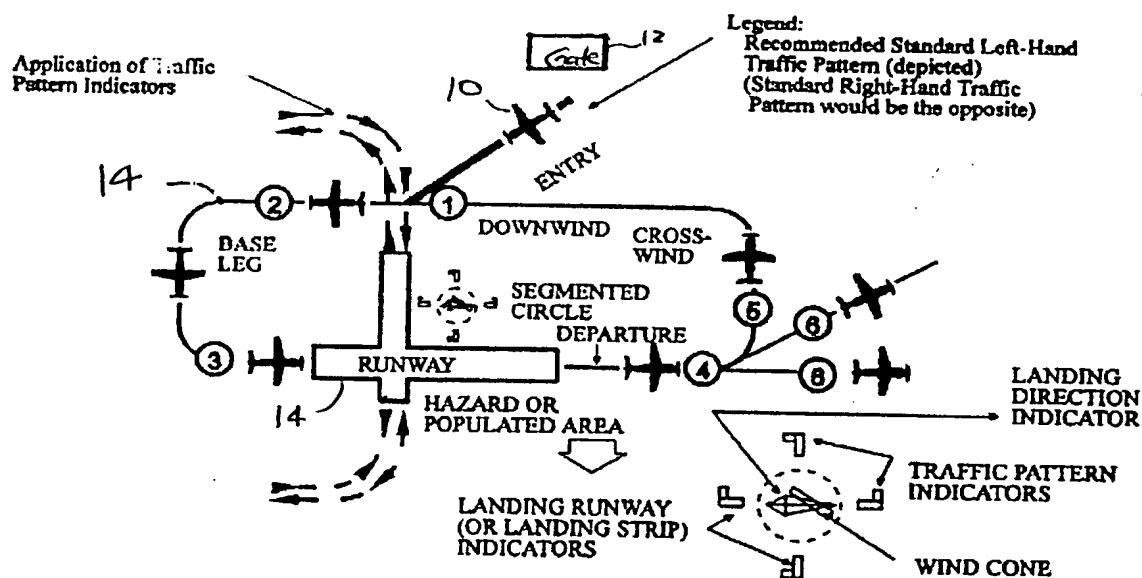 Gate
12
Legend:
Recommended Standard Left-Hand
Traffic Pattern (depicted)
(Standard Right-Hand Traffic
Pattern would be the opposite)
Application of Traffic
Pattern Indicators
10
ENTRY
14
2
1
DOWNWIND
CROSS-
WIND
BASE
LEG
SEGMENTED
CIRCLE
DEPARTURE
5
6
3
RUNWAY
4
6
14
HAZARD OR
POPULATED AREA
LANDING
DIRECTION
INDICATOR
TRAFFIC PATTERN
INDICATORS
LANDING RUNWAY
(OR LANDING STRIP)
INDICATORS
WIND CONE